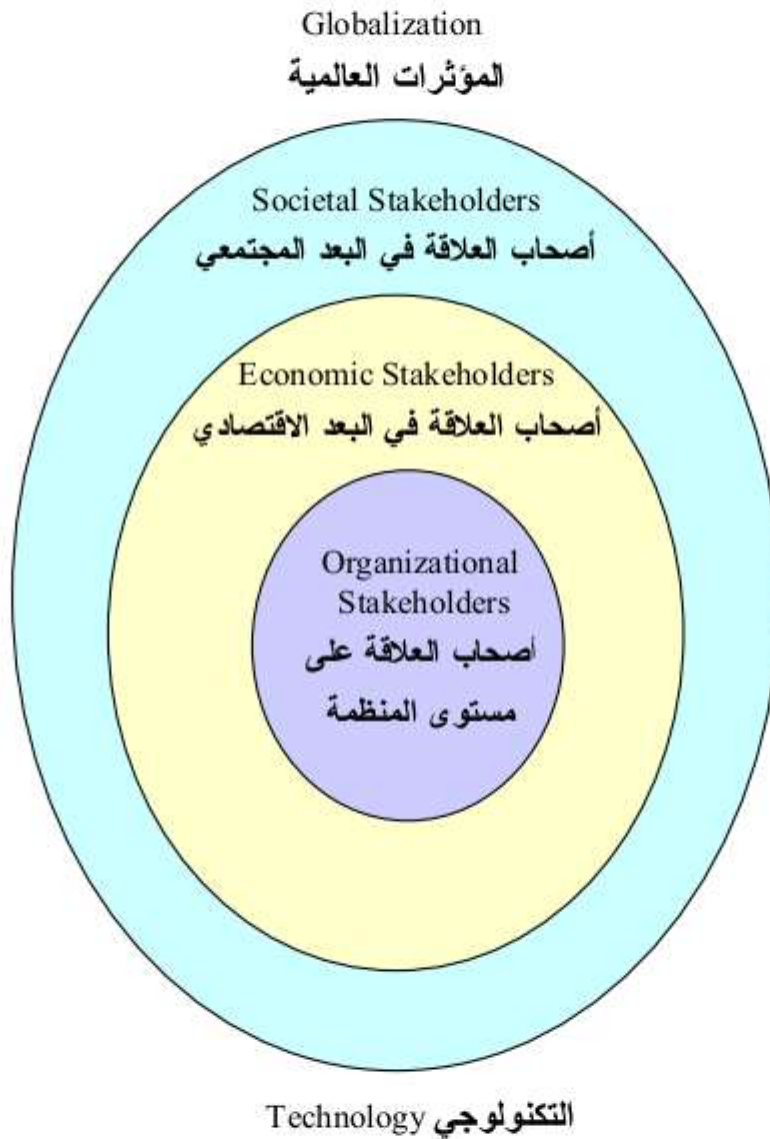 Globalization
المؤثرات العالمية
Societal Stakeholders
أصحاب العلاقة في البعد المجتمعي
Economic Stakeholders
أصحاب العلاقة في البعد الاقتصادي
Organizational
Stakeholders
أصحاب العلاقة على
مستوى المنظمة
Technology التكنولوجي